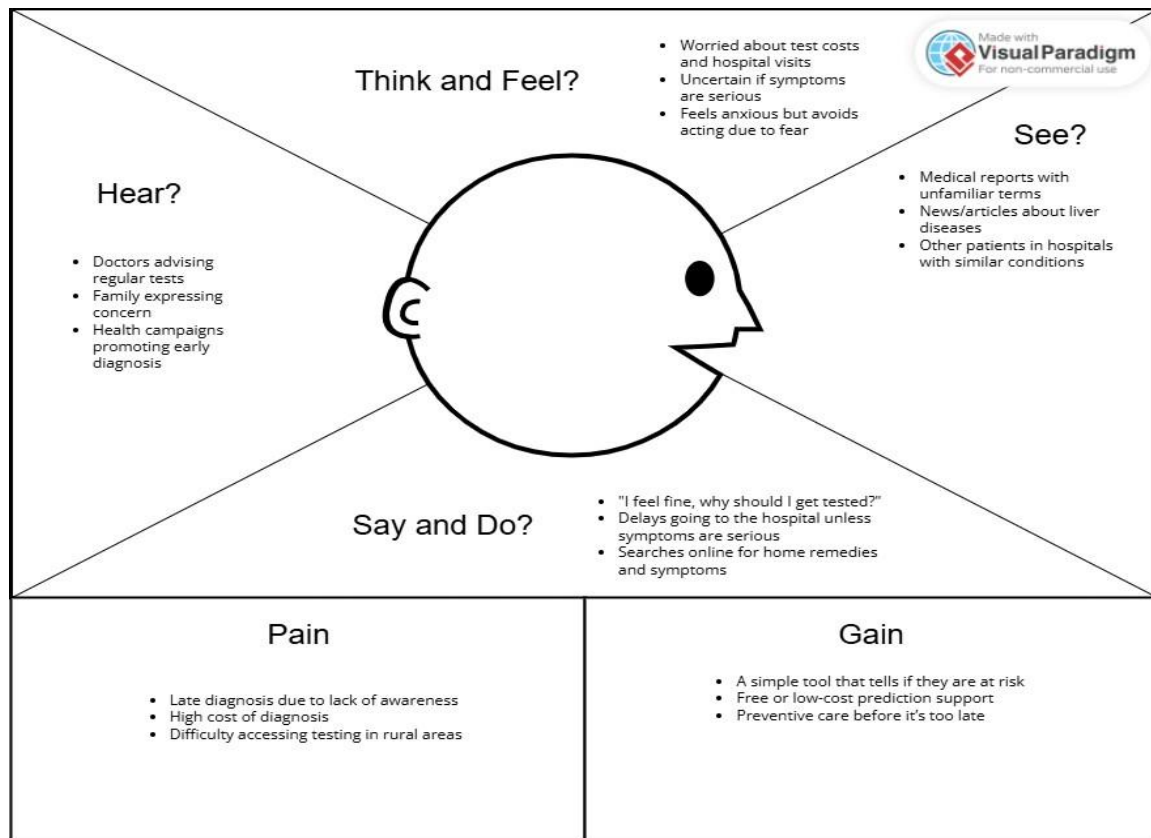 Think and Feel?
• Worried about test costs
and hospital visits
• Uncertain if symptoms
are serious
• Feels anxious but avoids
acting due to fear
Made with
Visual Paradigm
For non-commercial use
See?
• Medical reports with
unfamiliar terms
• News/articles about liver
diseases
• Other patients in hospitals
with similar conditions
Hear?
• Doctors advising
regular tests
• Family expressing
concern
• Health campaigns
promoting early
diagnosis
Say and Do?
• "I feel fine, why should I get tested?"
• Delays going to the hospital unless
symptoms are serious
• Searches online for home remedies
and symptoms
Pain
• Late diagnosis due to lack of awareness
• High cost of diagnosis
• Difficulty accessing testing in rural areas
Gain
• A simple tool that tells if they are at risk
• Free or low-cost prediction support
• Preventive care before it’s too late